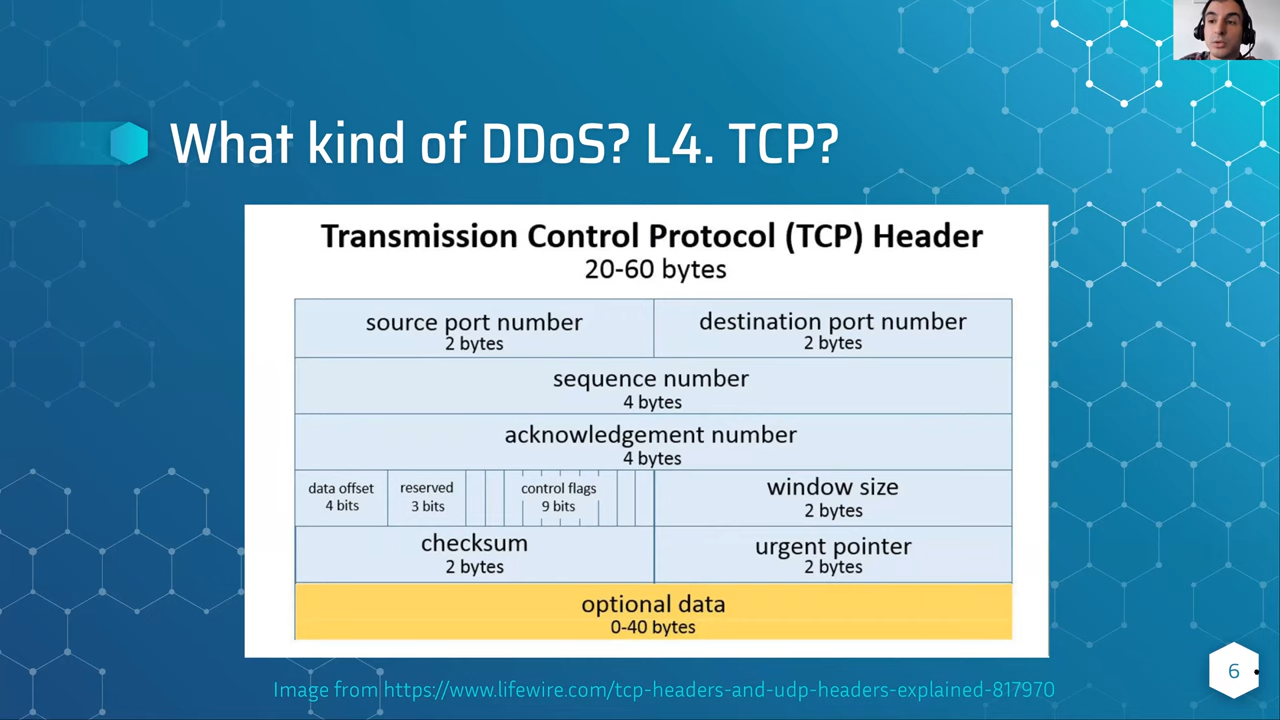 What kind of DDoS? L4. TCP?
Transmission Control Protocol (TCP) Header
20-60 bytes
source port number
2 bytes
destination port number
2 bytes
sequence number
4 bytes
acknowledgement number
4 bytes
data offset
4 bits
reserved
3 bits
control flags
9 bits
window size
2 bytes
checksum
2 bytes
urgent pointer
2 bytes
optional data
0-40 bytes
Image from https://www.lifewire.com/tcp-headers-and-udp-headers-explained-817970
6